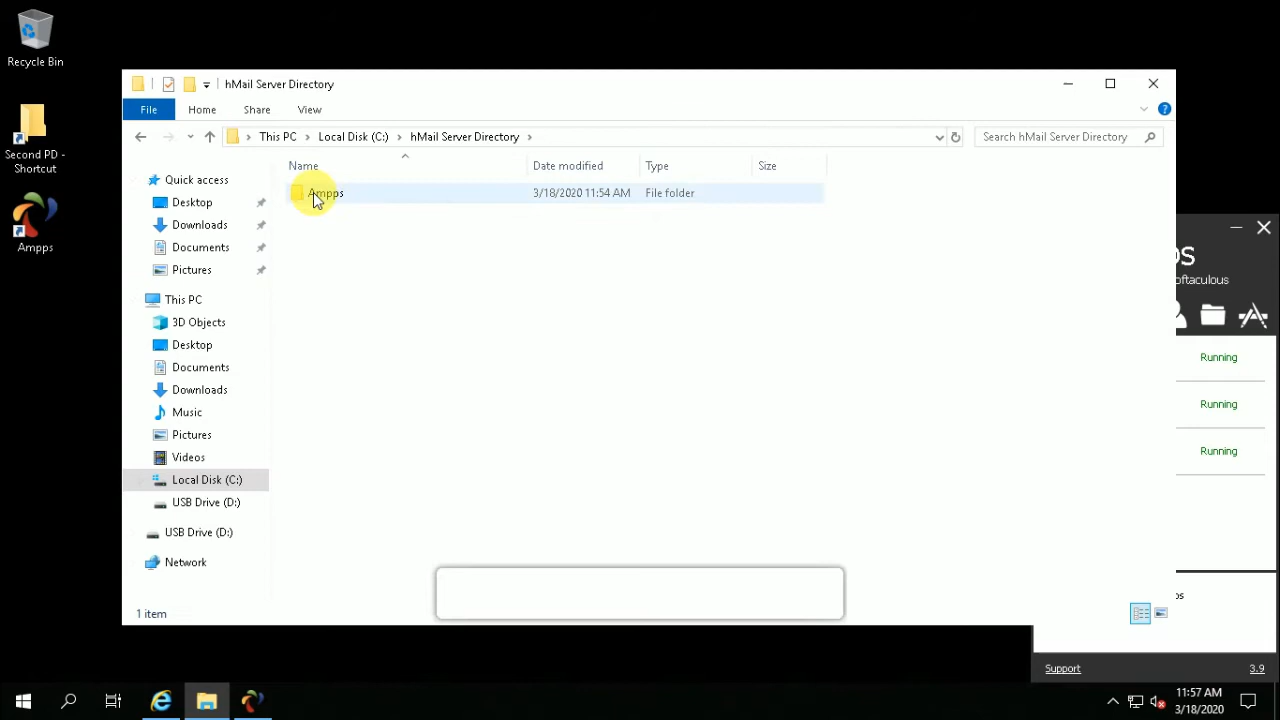 Recycle Bin
Second PD -
Shortcut
Ampps
hMail Server Directory
File
Home
Share
View
This PC
Local Disk (C:)
hMail Server Directory
Search hMail Server Directory
Name
Date modified
Type
Size
Ampps
3/18/2020 11:54 AM
File folder
Quick access
Desktop
Downloads
Documents
Pictures
This PC
3D Objects
Desktop
Documents
Downloads
Music
Pictures
Videos
Local Disk (C:)
USB Drive (D:)
USB Drive (D:)
Network
1 item
Running
Running
Running
Support
3.9
11:57 AM
3/18/2020